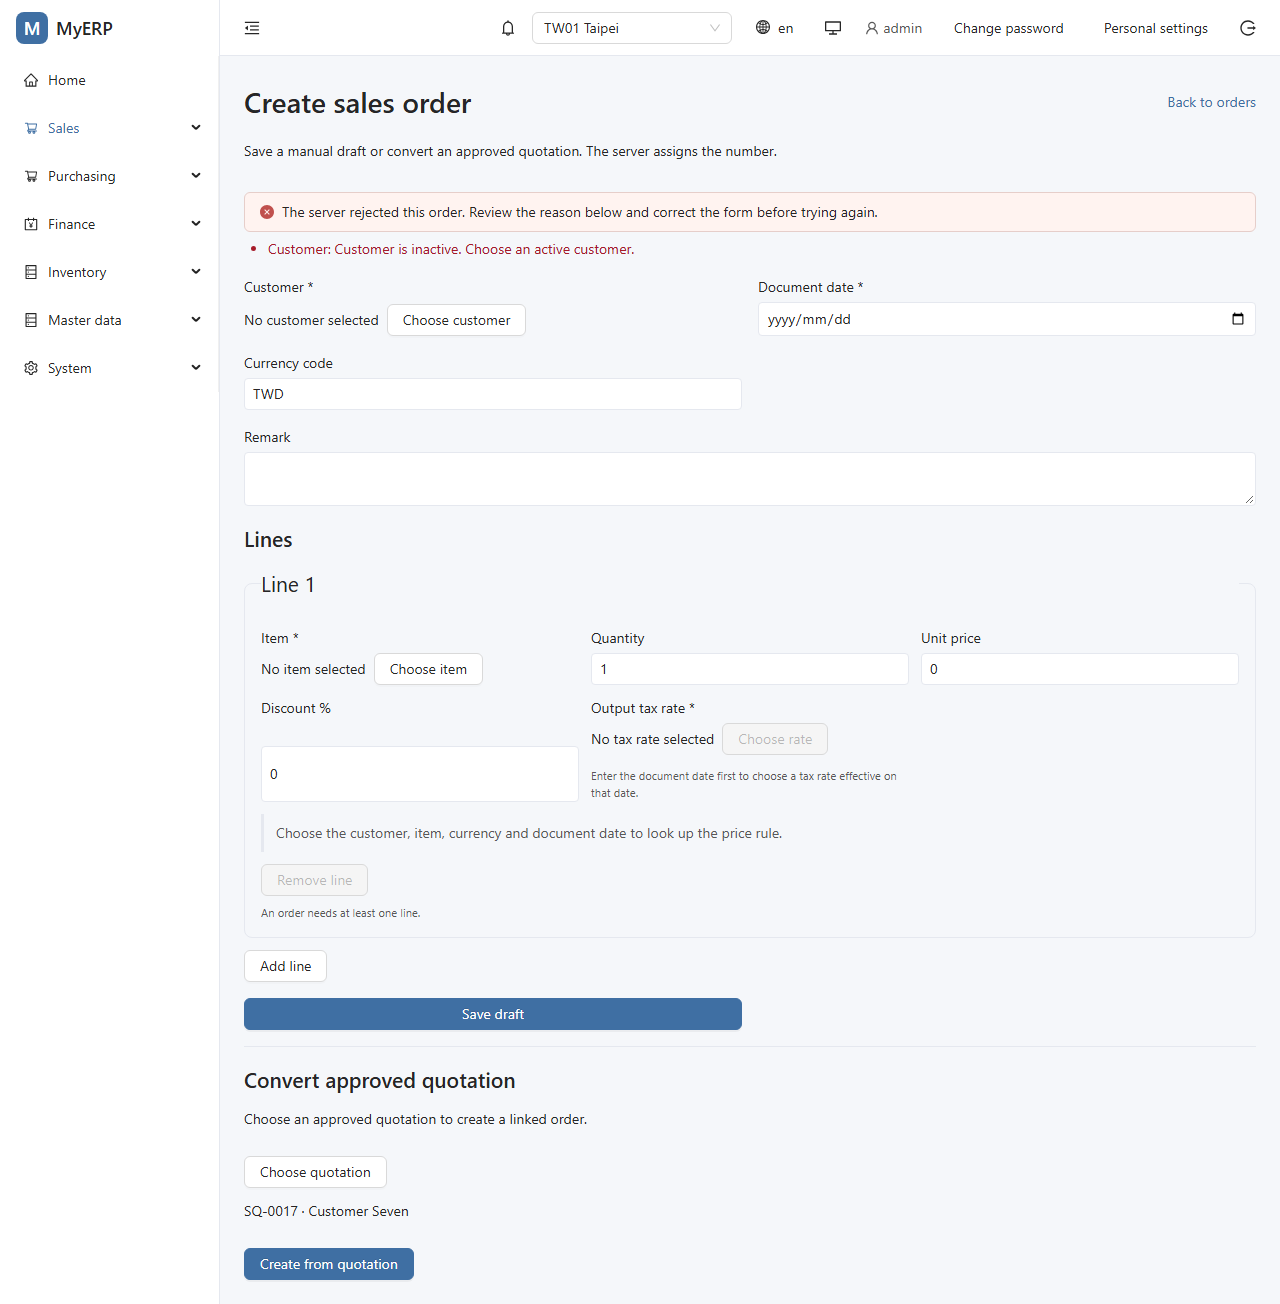 M MyERP
TW01 Taipei
en
admin
Change password
Personal settings
Home
Sales
Purchasing
Finance
Inventory
Master data
System
Create sales order
Back to orders
Save a manual draft or convert an approved quotation. The server assigns the number.
The server rejected this order. Review the reason below and correct the form before trying again.
• Customer: Customer is inactive. Choose an active customer.
Customer *
Document date *
No customer selected
Choose customer
yyyy/mm/dd
Currency code
TWD
Remark
Lines
Line 1
Item *
Quantity
Unit price
No item selected
Choose item
1
0
Discount %
Output tax rate *
No tax rate selected
Choose rate
0
Enter the document date first to choose a tax rate effective on
that date.
Choose the customer, item, currency and document date to look up the price rule.
Remove line
An order needs at least one line.
Add line
Save draft
Convert approved quotation
Choose an approved quotation to create a linked order.
Choose quotation
SQ-0017 · Customer Seven
Create from quotation